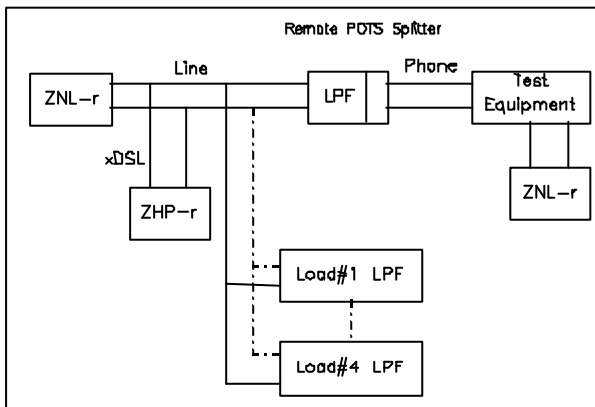 Remote POTS Splitter
Line
Phone
ZNL-r
LPF
Test
Equipment
xDSL
ZHP-r
ZNL-r
Load#1 LPF
Load#4 LPF